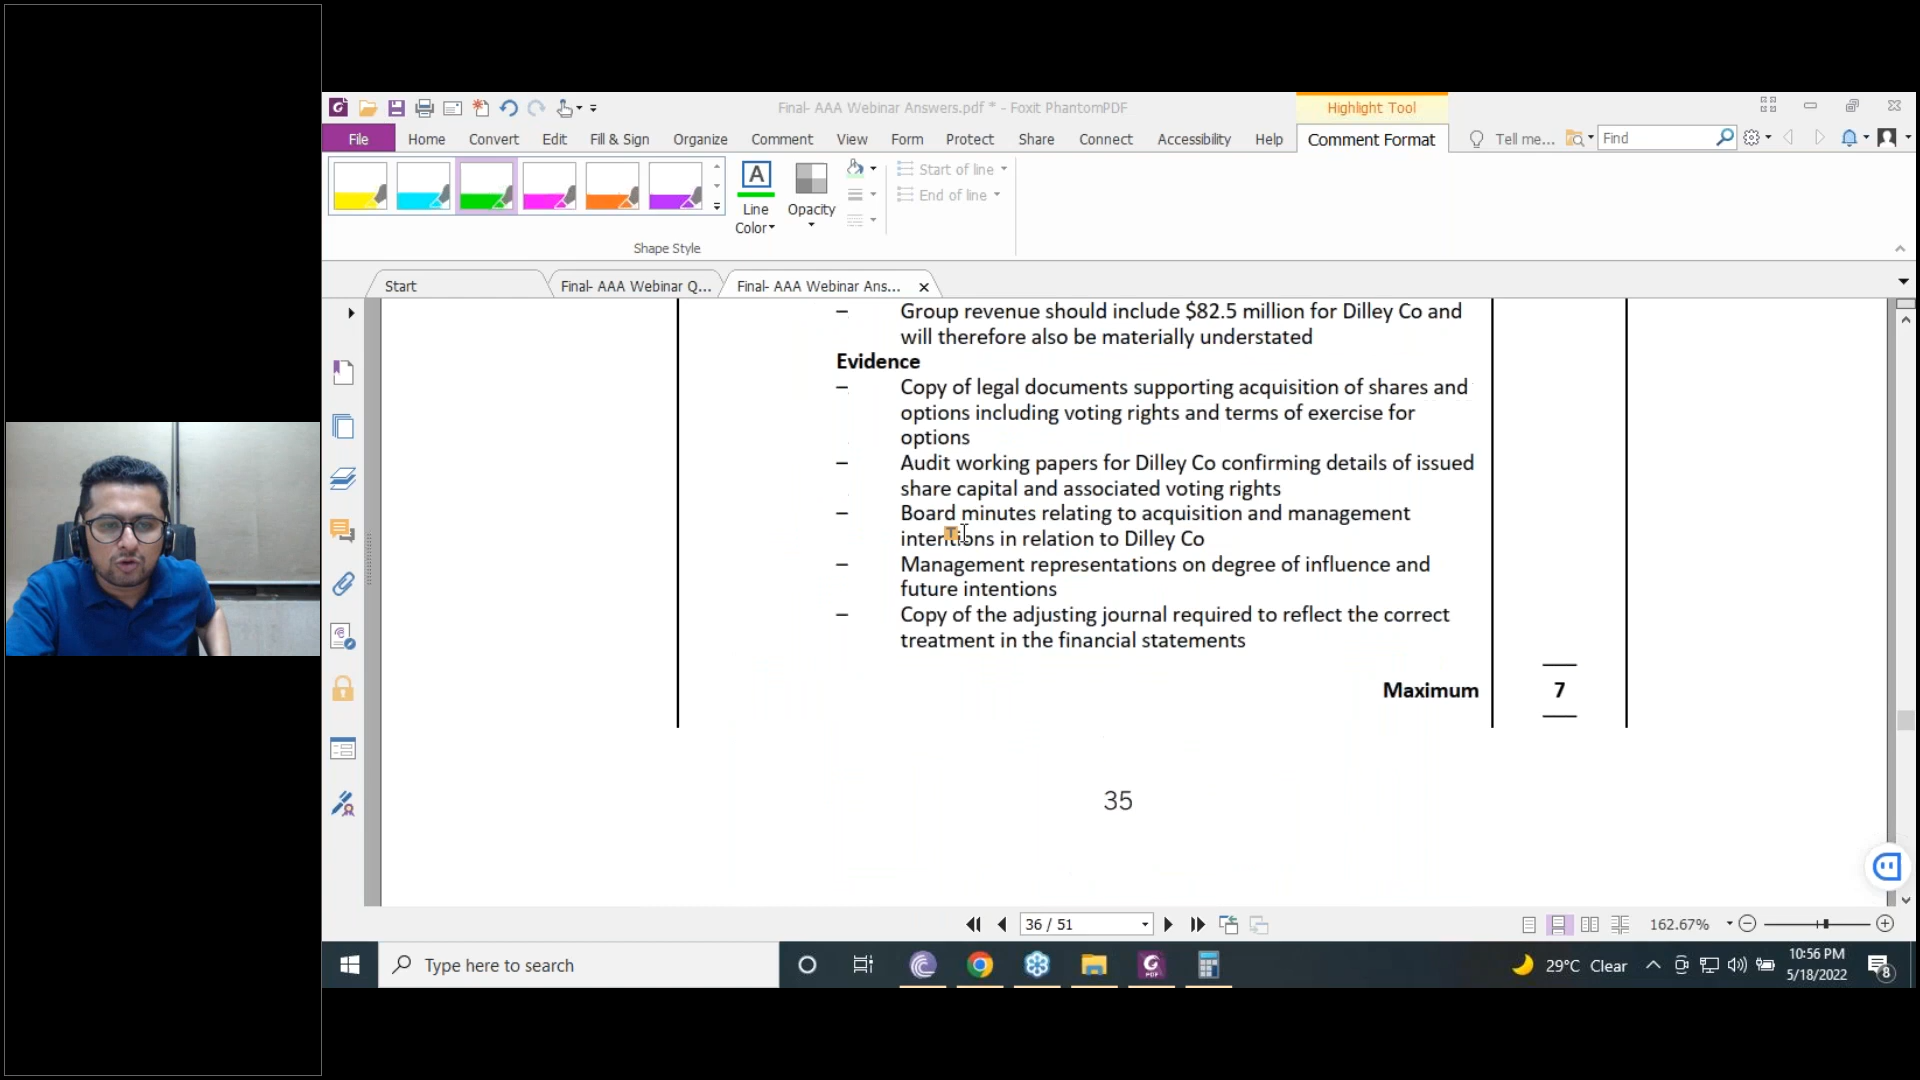 Final- AAA Webinar Answers.pdf * - Foxit PhantomPDF
Highlight Tool
File
Home
Convert
Edit
Fill & Sign
Organize
Comment
View
Form
Protect
Share
Connect
Accessibility
Help
Comment Format
Tell me...
Find
Line
Color
Opacity
Start of line
End of line
Shape Style
Start
Final- AAA Webinar Q...
Final- AAA Webinar Ans...
– Group revenue should include $82.5 million for Dilley Co and
will therefore also be materially understated
Evidence
– Copy of legal documents supporting acquisition of shares and
options including voting rights and terms of exercise for
options
– Audit working papers for Dilley Co confirming details of issued
share capital and associated voting rights
– Board minutes relating to acquisition and management
intentions in relation to Dilley Co
– Management representations on degree of influence and
future intentions
– Copy of the adjusting journal required to reflect the correct
treatment in the financial statements
Maximum 7
35
36 / 51
162.67%
Type here to search
29°C Clear
10:56 PM
5/18/2022
8